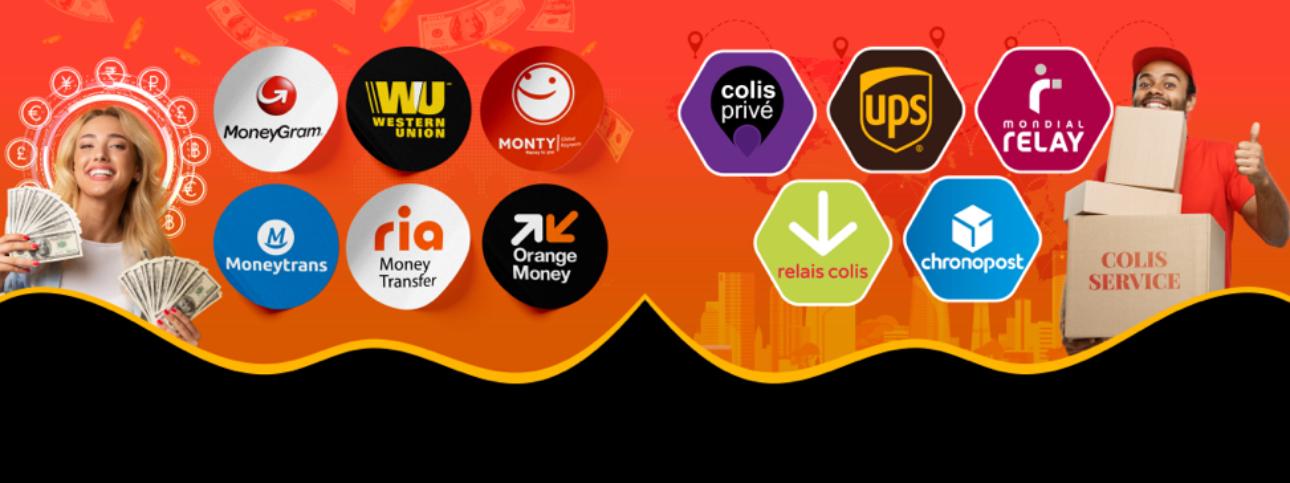 MoneyGram
WU
WESTERN
UNION
MONTY
Moneytrans
ria
Money
Transfer
Orange
Money
colis
privé
ups
MONDIAL
RELAY
relais colis
chronopost
COLIS
SERVICE